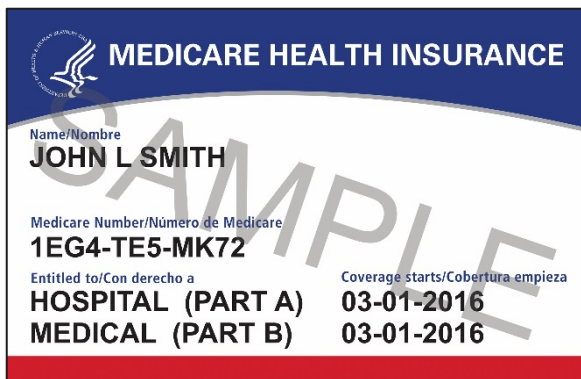 MEDICARE HEALTH INSURANCE
Name/Nombre
JOHN L SMITH
Medicare Number/Número de Medicare
1EG4-TE5-MK72
Entitled to/Con derecho a Coverage starts/Cobertura empieza
HOSPITAL (PART A) 03-01-2016
MEDICAL (PART B) 03-01-2016
SAMPLE